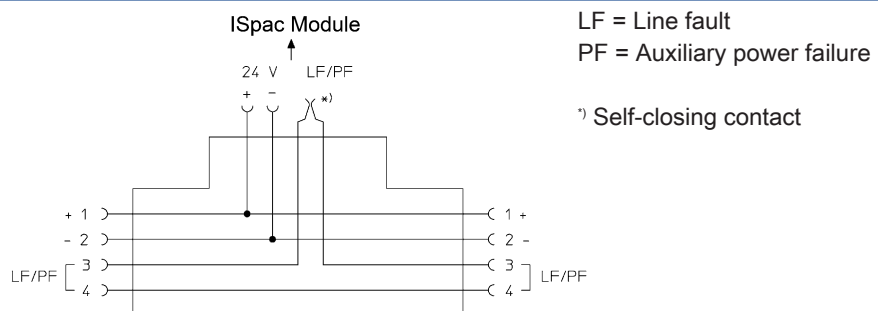 ISpac Module
LF = Line fault
PF = Auxiliary power failure
24 V LF/PF
+ - *)
*) Self-closing contact
+ 1
1 +
- 2
2 -
LF/PF
3
4
3
4
LF/PF